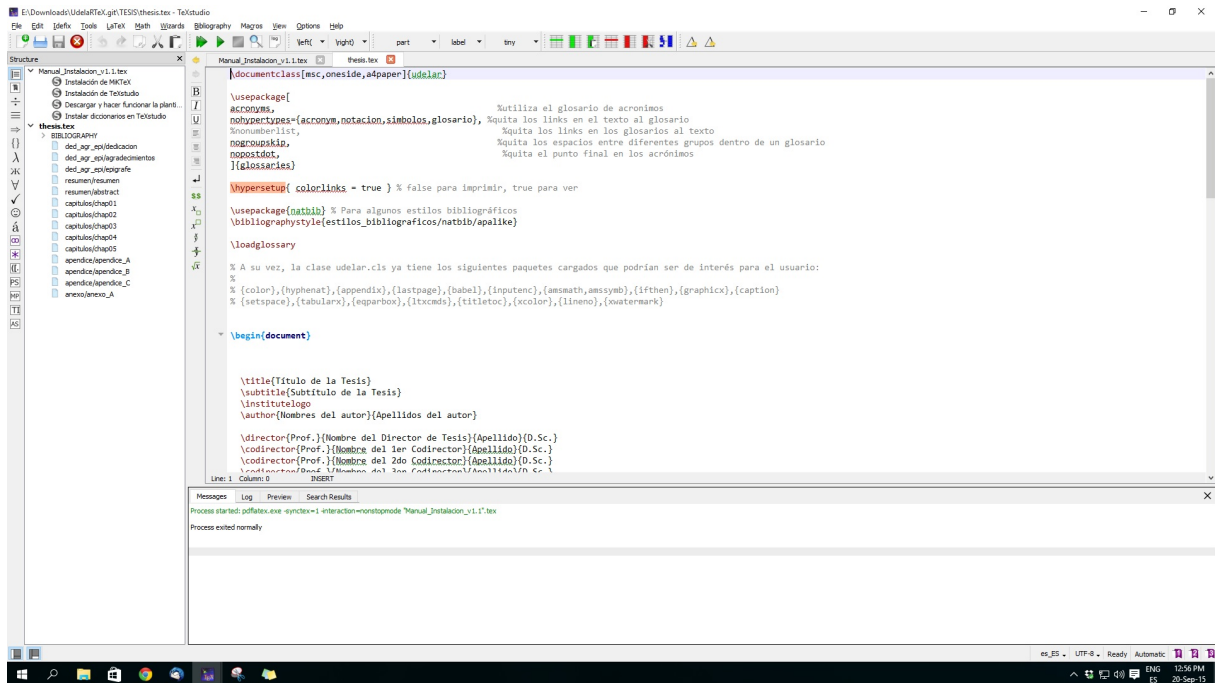 E:\Downloads\UdelaRTeX.git\TESIS\thesis.tex - TeXstudio
File Edit Idefix Tools LaTeX Math Wizards Bibliography Magros View Options Help
\left( \right) part label tiny
Structure
Manual_Instalacion_v1.1.tex thesis.tex
Manual_Instalacion_v1.1.tex
Instalación de MiKTeX
Instalación de TeXstudio
Descargar y hacer funcionar la planti...
Instalar diccionarios en TeXstudio
thesis.tex
BIBLIOGRAPHY
ded_agr_epi/dedicacion
ded_agr_epi/agradecimientos
ded_agr_epi/epigrafe
resumen/resumen
resumen/abstract
capitulos/chap01
capitulos/chap02
capitulos/chap03
capitulos/chap04
capitulos/chap05
apendice/apendice_A
apendice/apendice_B
apendice/apendice_C
anexo/anexo_A
\documentclass[msc,oneside,a4paper]{udelar}
\usepackage[
acronyms, %utiliza el glosario de acronimos
nohypertypes={acronym,notacion,simbolos,glosario}, %quita los links en el texto al glosario
%nonumberlist, %quita los links en los glosarios al texto
nogroupskip, %quita los espacios entre diferentes grupos dentro de un glosario
nopostdot, %quita el punto final en los acrónimos
]{glossaries}
\hypersetup{ colorlinks = true } % false para imprimir, true para ver
\usepackage{natbib} % Para algunos estilos bibliográficos
\bibliographystyle{estilos_bibliograficos/natbib/apalike}
\loadglossary
% A su vez, la clase udelar.cls ya tiene los siguientes paquetes cargados que podrían ser de interés para el usuario:
%
% {color},{hyphenat},{appendix},{lastpage},{babel},{inputenc},{amsmath,amssymb},{ifthen},{graphicx},{caption}
% {setspace},{tabularx},{eqparbox},{ltxcmds},{titletoc},{xcolor},{lineno},{xwatermark}
\begin{document}
\title{Título de la Tesis}
\subtitle{Subtítulo de la Tesis}
\institutelogo
\author{Nombres del autor}{Apellidos del autor}
\director{Prof.}{Nombre del Director de Tesis}{Apellido}{D.Sc.}
\codirector{Prof.}{Nombre del 1er Codirector}{Apellido}{D.Sc.}
\codirector{Prof.}{Nombre del 2do Codirector}{Apellido}{D.Sc.}
\codirector{Prof.}{Nombre del 3er Codirector}{Apellido}{D.Sc.}
Line: 1 Column: 0 INSERT
Messages Log Preview Search Results
Process started: pdflatex.exe -synctex=1 -interaction=nonstopmode "Manual_Instalacion_v1.1".tex
Process exited normally
es_ES UTF-8 Ready Automatic
ENG
ES
12:56 PM
20-Sep-15